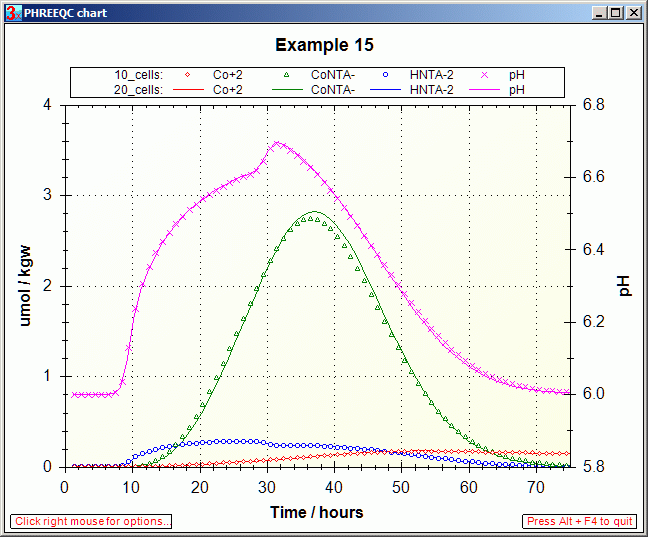 PHREEQC chart
Example 15
10_cells: Co+2 CoNTA- HNTA-2 pH
20_cells: Co+2 CoNTA- HNTA-2 pH
4 6.8
6.6
3
6.4
2
6.2
1
6.0
0 5.8
umol / kgw
pH
0 10 20 30 40 50 60 70
Time / hours
Click right mouse for options...
Press Alt + F4 to quit